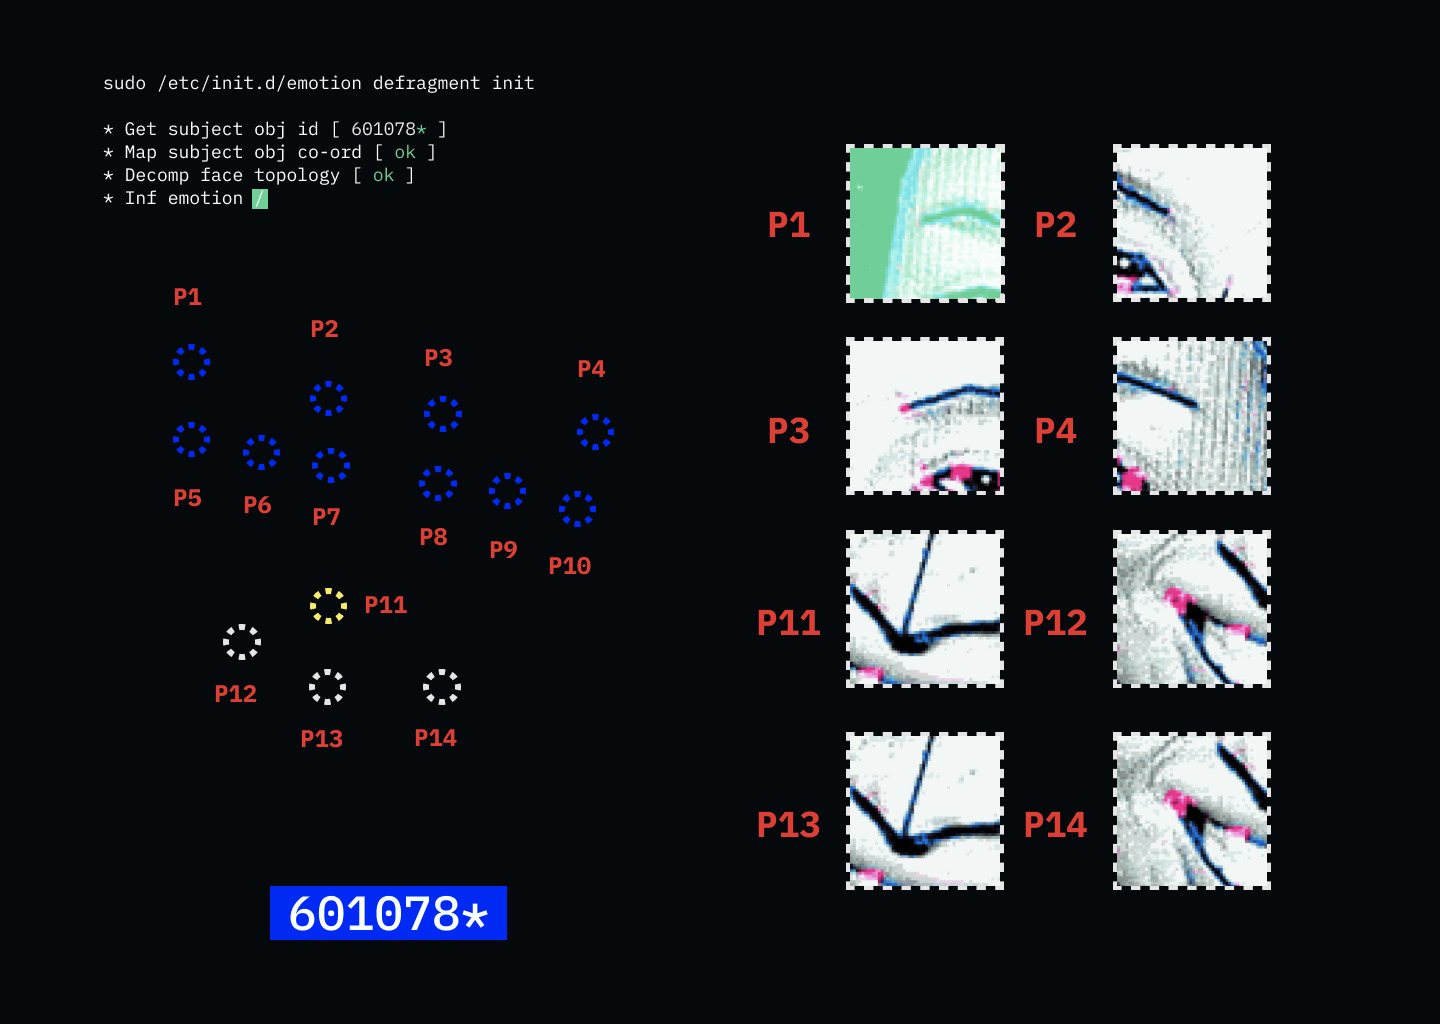 sudo /etc/init.d/emotion defragment init
* Get subject obj id [ 601078* ]
* Map subject obj co-ord [ ok ]
* Decomp face topology [ ok ]
* Inf emotion /
P1
P2
P3
P4
P5
P6
P7
P8
P9
P10
P11
P12
P13
P14
601078*
P1
P2
P3
P4
P11
P12
P13
P14